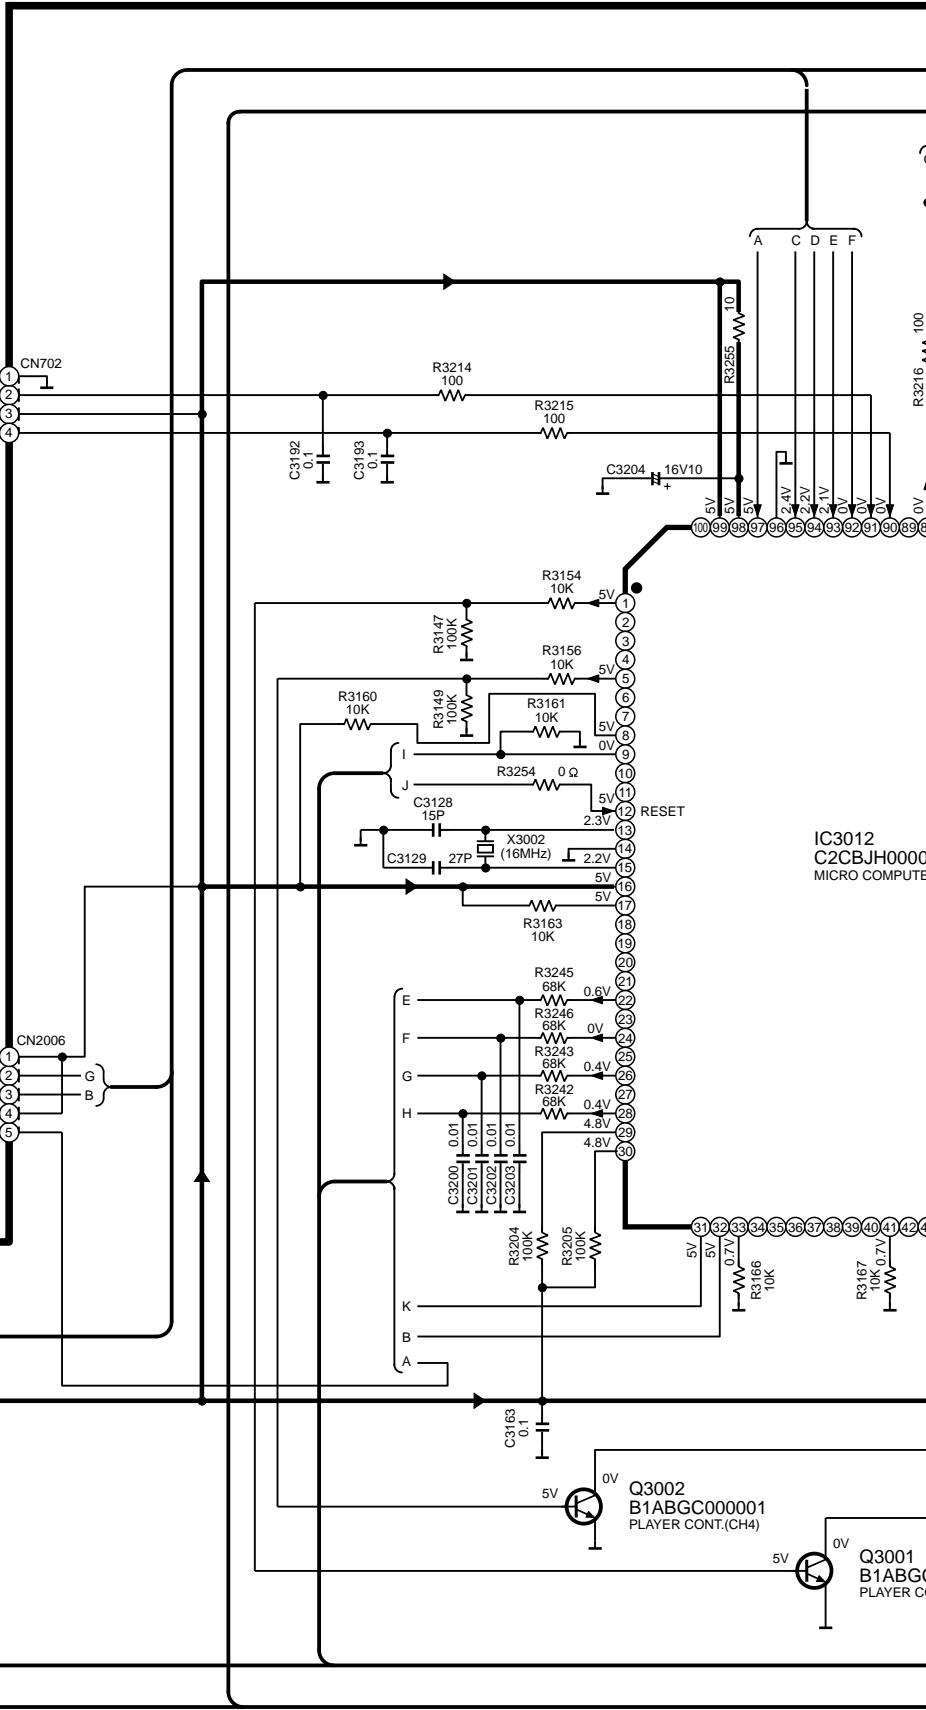 A C D E F
10
R3255
R3216 100
CN702
1
2
3
4
R3214
100
R3215
100
C3192
0.1
C3193
0.1
C3204 16V10
+
5V 5V 5V 2.4V 2.2V 2.1V 0V 0V 0V 0V
100 99 98 97 96 95 94 93 92 91 90 89
R3154
10K
5V
1
R3147
100K
2
3
4
R3156
10K
5V
5
R3149
100K
6
7
R3160
10K
R3161
10K
5V
8
I
0V
9
10
J
R3254 0 Ω
11
5V
12 RESET
C3128
15P
2.3V
13
X3002
(16MHz)
14
C3129 27P
2.2V
15
5V
16
5V
17
R3163
10K
18
19
20
21
IC3012
C2CBJH0000
MICRO COMPUTE
R3245
68K
E
0.6V
22
23
R3246
68K
F
0V
24
25
R3243
68K
G
0.4V
26
27
R3242
68K
H
0.4V
28
4.8V
29
4.8V
30
CN2006
1
2 G
3 B
4
5
C3200 0.01
C3201 0.01
C3202 0.01
C3203 0.01
R3204
100K
R3205
100K
31 32 33 34 35 36 37 38 39 40 41 42
5V 5V 0.7V 0.7V
R3166
10K
R3167
10K
K
B
A
C3163
0.1
5V
0V
Q3002
B1ABGC000001
PLAYER CONT.(CH4)
5V
0V
Q3001
B1ABG
PLAYER C